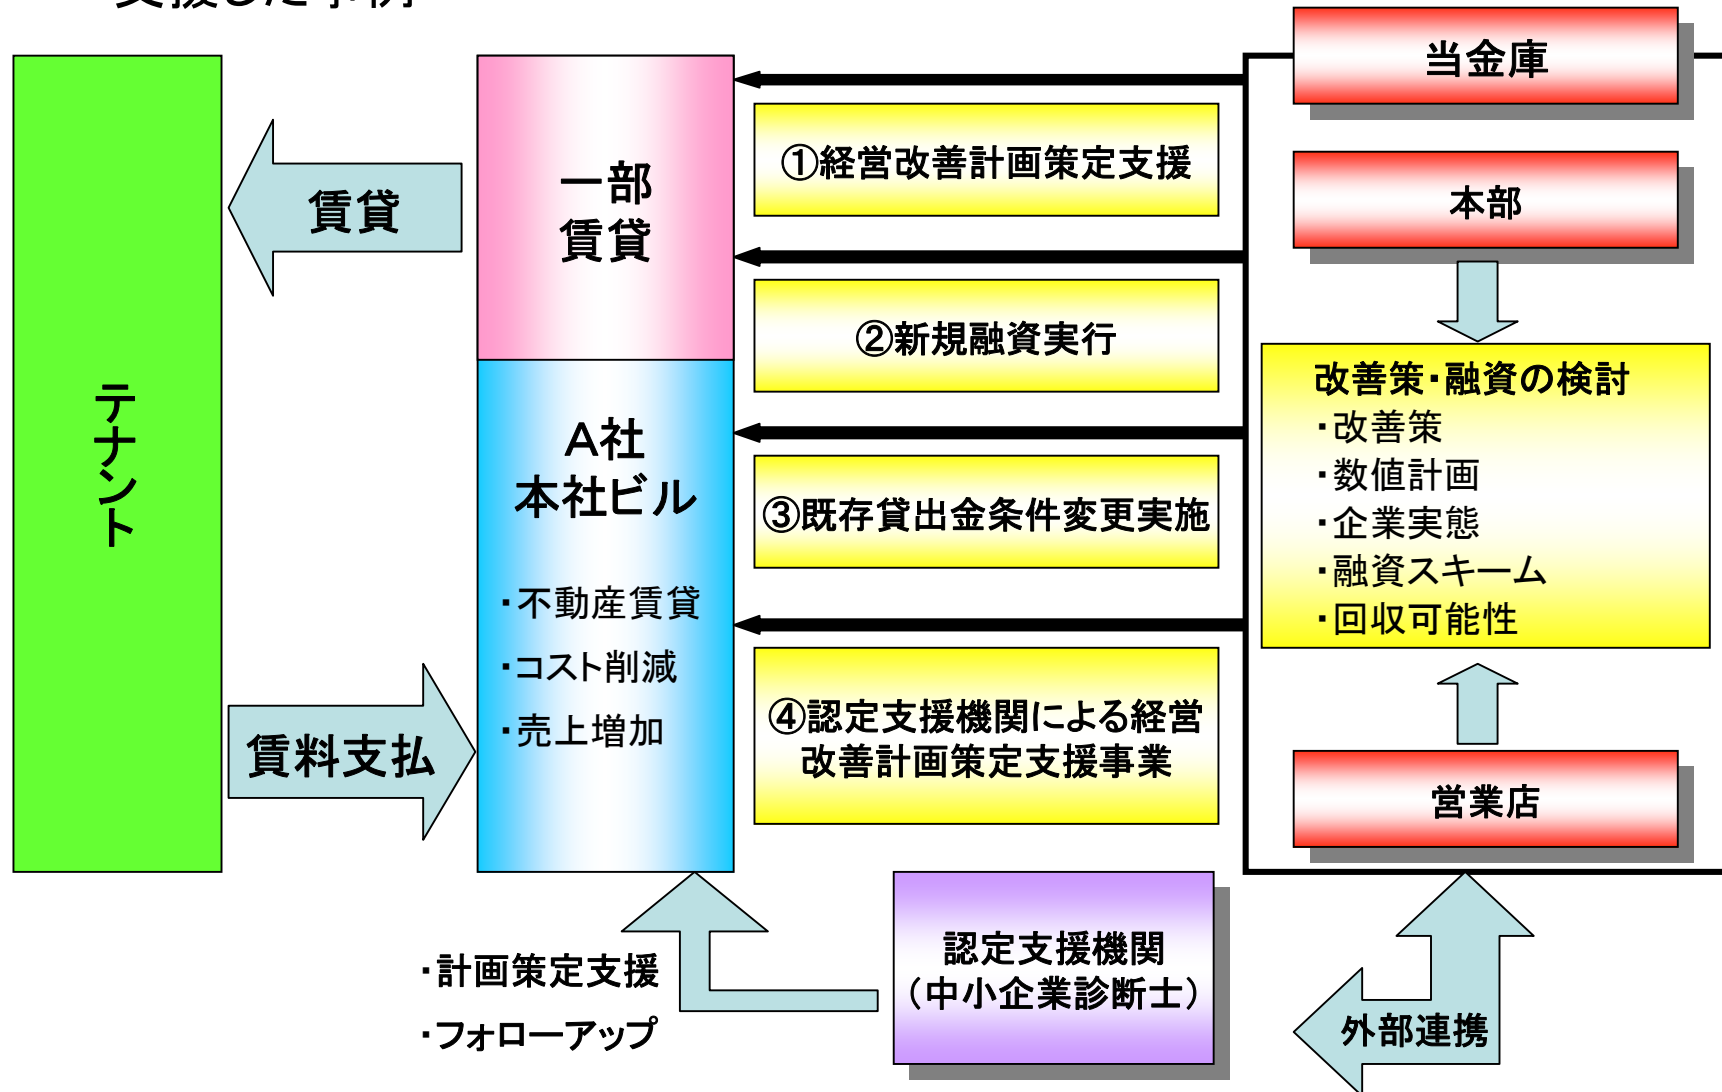 支援した事例
テナント
賃貸
賃料支払
一部
賃貸
A社
本社ビル
・不動産賃貸
・コスト削減
・売上増加
①経営改善計画策定支援
②新規融資実行
③既存貸出金条件変更実施
④認定支援機関による経営
改善計画策定支援事業
当金庫
本部
改善策・融資の検討
・改善策
・数値計画
・企業実態
・融資スキーム
・回収可能性
営業店
・計画策定支援
・フォローアップ
認定支援機関
（中小企業診断士）
外部連携